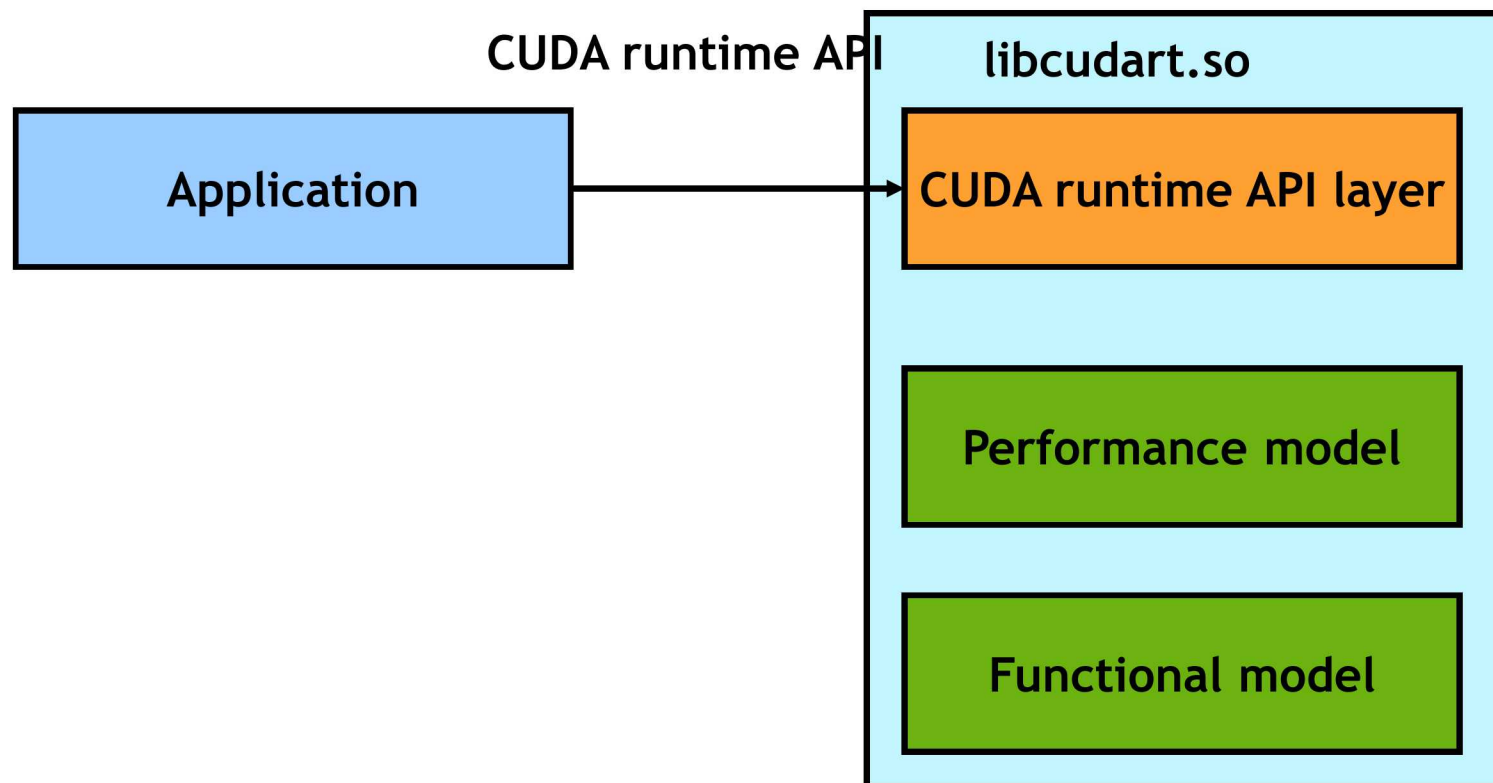 CUDA runtime API
libcudart.so
Application
CUDA runtime API layer
Performance model
Functional model